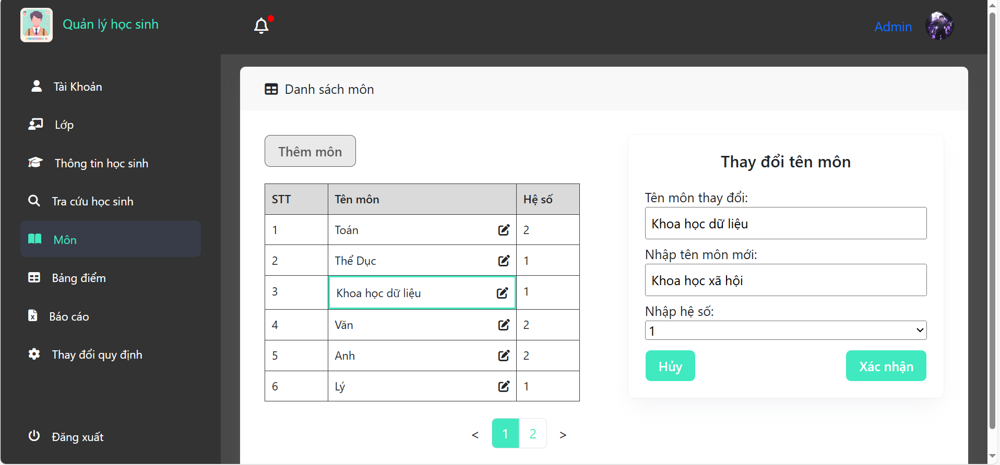 Quản lý học sinh
Admin
Tài Khoản
Lớp
Thông tin học sinh
Tra cứu học sinh
Môn
Bảng điểm
Báo cáo
Thay đổi quy định
Đăng xuất
Danh sách môn
Thêm môn
STT Tên môn Hệ số
1 Toán 2
2 Thể Dục 1
3 Khoa học dữ liệu 1
4 Văn 2
5 Anh 2
6 Lý 1
< 1 2 >
Thay đổi tên môn
Tên môn thay đổi:
Khoa học dữ liệu
Nhập tên môn mới:
Khoa học xã hội
Nhập hệ số:
1
Hủy Xác nhận